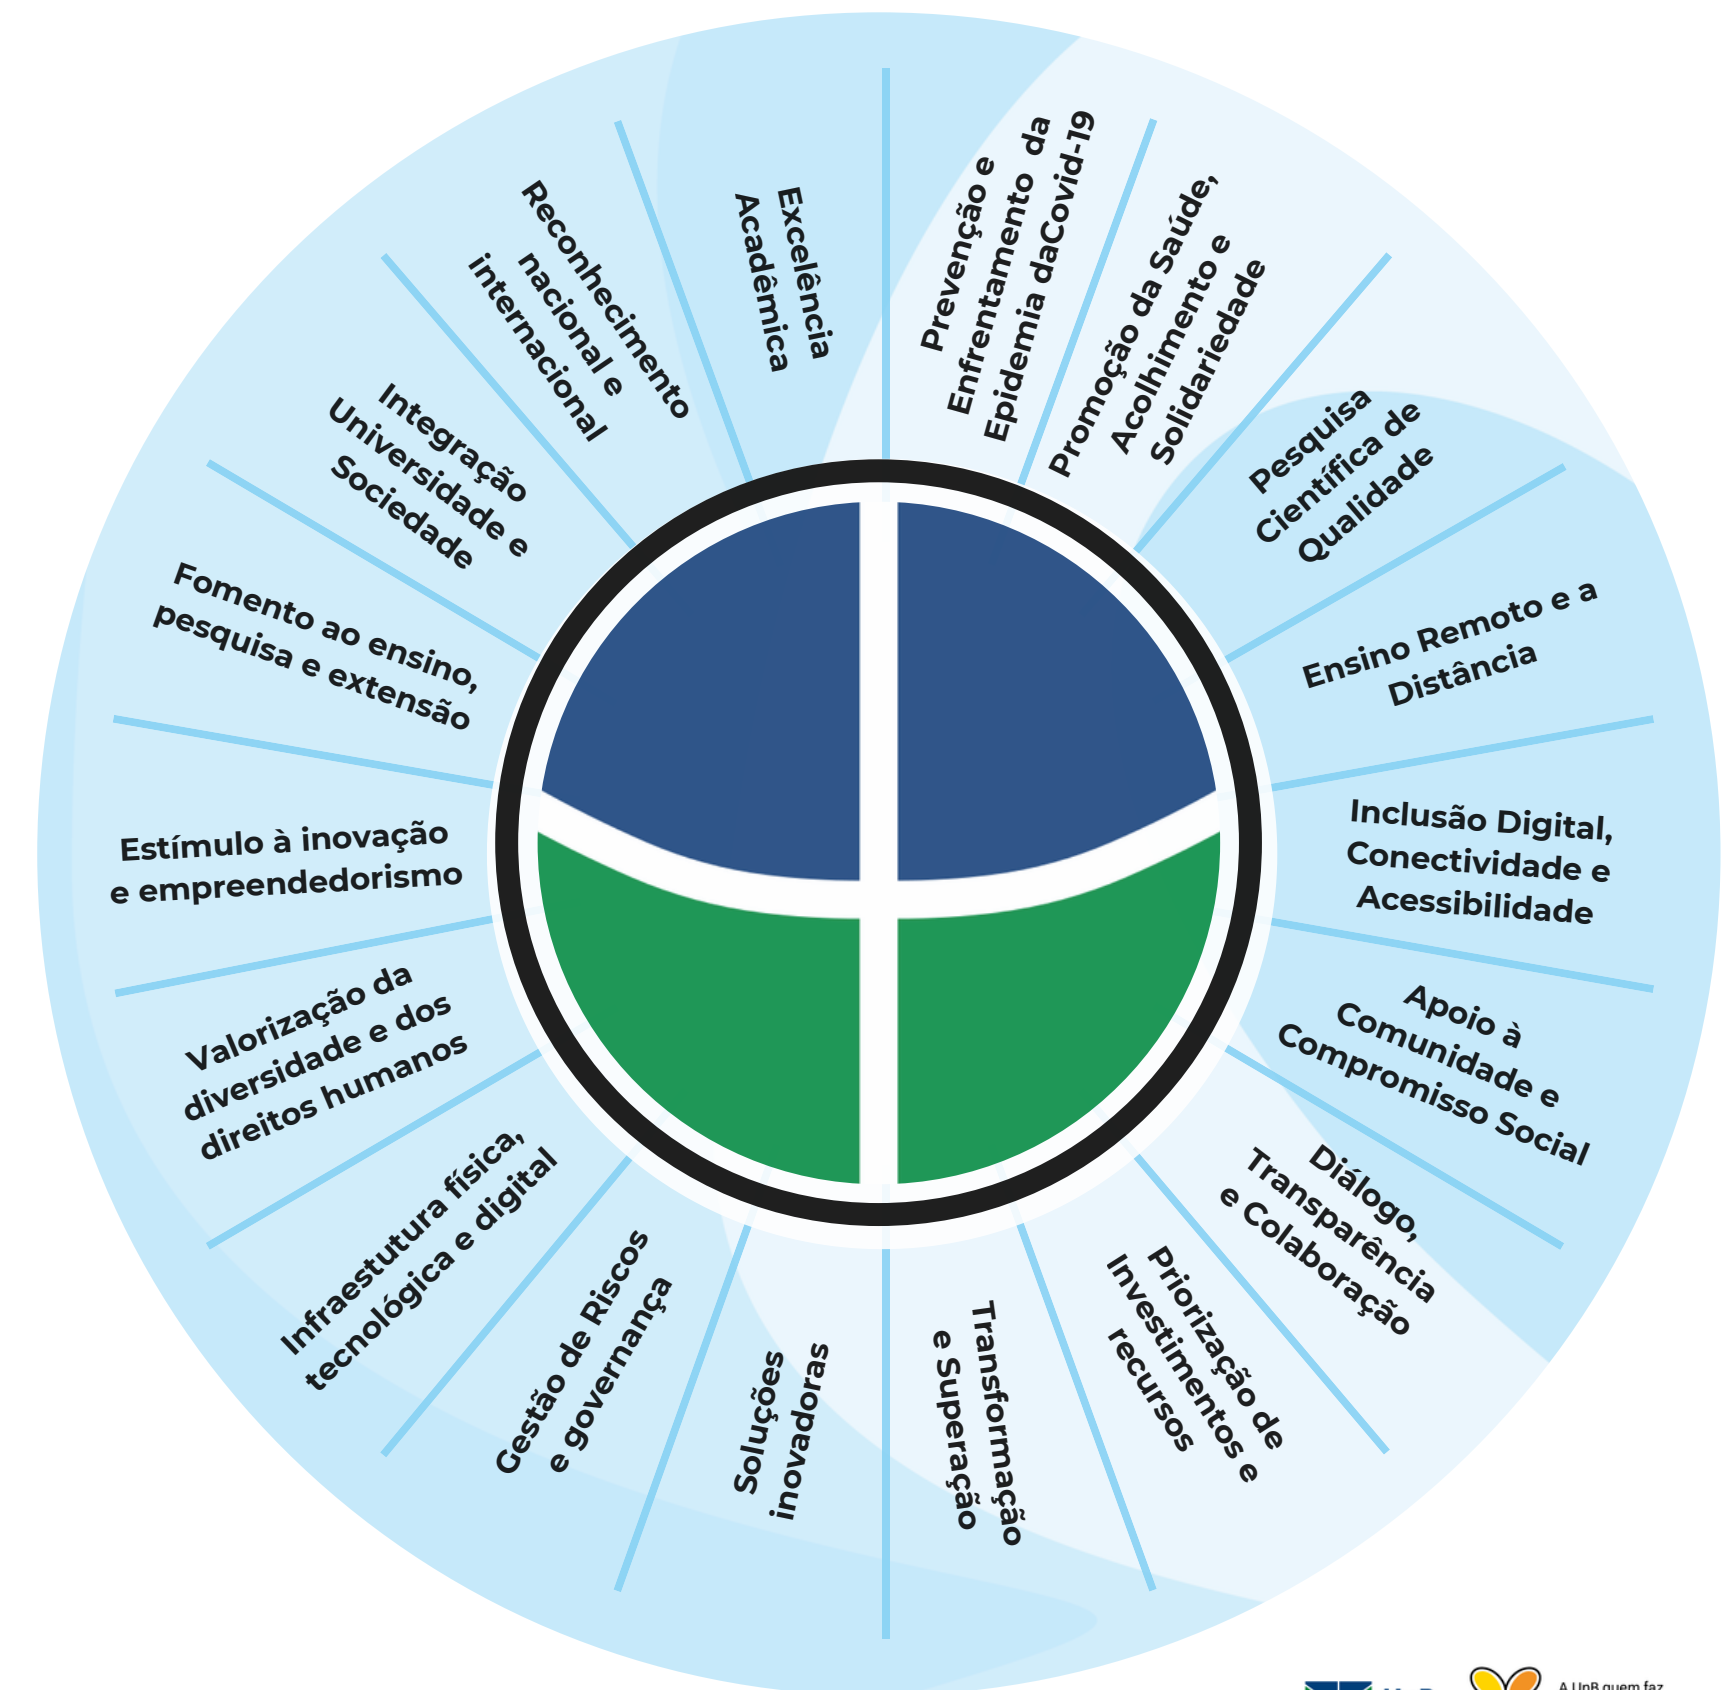 Prevenção e
Enfrentamento da
Epidemia daCovid-19
Promoção da Saúde,
Acolhimento e
Solidariedade
Pesquisa
Científica de
Qualidade
Ensino Remoto e a
Distância
Inclusão Digital,
Conectividade e
Acessibilidade
Apoio à
Comunidade e
Compromisso Social
Diálogo,
Transparência
e Colaboração
Priorização de
Investimentos e
recursos
Transformação
e Superação
Soluções
inovadoras
Gestão de Riscos
e governança
Infraestutura física,
tecnológica e digital
Valorização da
diversidade e dos
direitos humanos
Estímulo à inovação
e empreendedorismo
Fomento ao ensino,
pesquisa e extensão
Integração
Universidade e
Sociedade
Reconhecimento
nacional e
internacional
Excelência
Acadêmica
A UnB quem faz